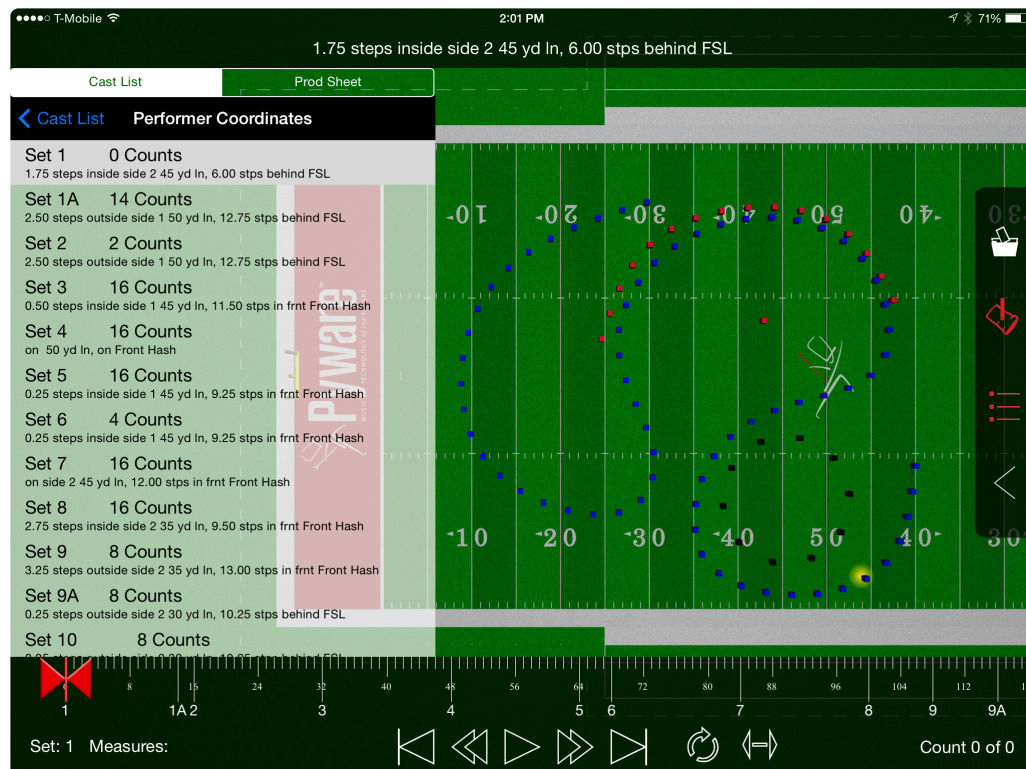 T-Mobile 2:01 PM 71%
1.75 steps inside side 2 45 yd ln, 6.00 stps behind FSL
Cast List Prod Sheet
Cast List Performer Coordinates
Set 1 0 Counts
1.75 steps inside side 2 45 yd ln, 6.00 stps behind FSL
Set 1A 14 Counts
2.50 steps outside side 1 50 yd ln, 12.75 stps behind FSL
Set 2 2 Counts
2.50 steps outside side 1 50 yd ln, 12.75 stps behind FSL
Set 3 16 Counts
0.50 steps inside side 1 45 yd ln, 11.50 stps in frnt Front Hash
Set 4 16 Counts
on 50 yd ln, on Front Hash
Set 5 16 Counts
0.25 steps inside side 1 45 yd ln, 9.25 stps in frnt Front Hash
Set 6 4 Counts
0.25 steps inside side 1 45 yd ln, 9.25 stps in frnt Front Hash
Set 7 16 Counts
on side 2 45 yd ln, 12.00 stps in frnt Front Hash
Set 8 16 Counts
2.75 steps inside side 2 35 yd ln, 9.50 stps in frnt Front Hash
Set 9 8 Counts
3.25 steps outside side 2 35 yd ln, 13.00 stps in frnt Front Hash
Set 9A 8 Counts
0.25 steps outside side 2 30 yd ln, 10.25 stps behind FSL
Set 10 8 Counts
10 20 30 40 50 40 30
Pyware
10 20 30 40 50 40 30
0 8 16 24 32 40 48 56 64 72 80 88 96 104 112
1 1A 2 3 4 5 6 7 8 9 9A
Set: 1 Measures: Count 0 of 0